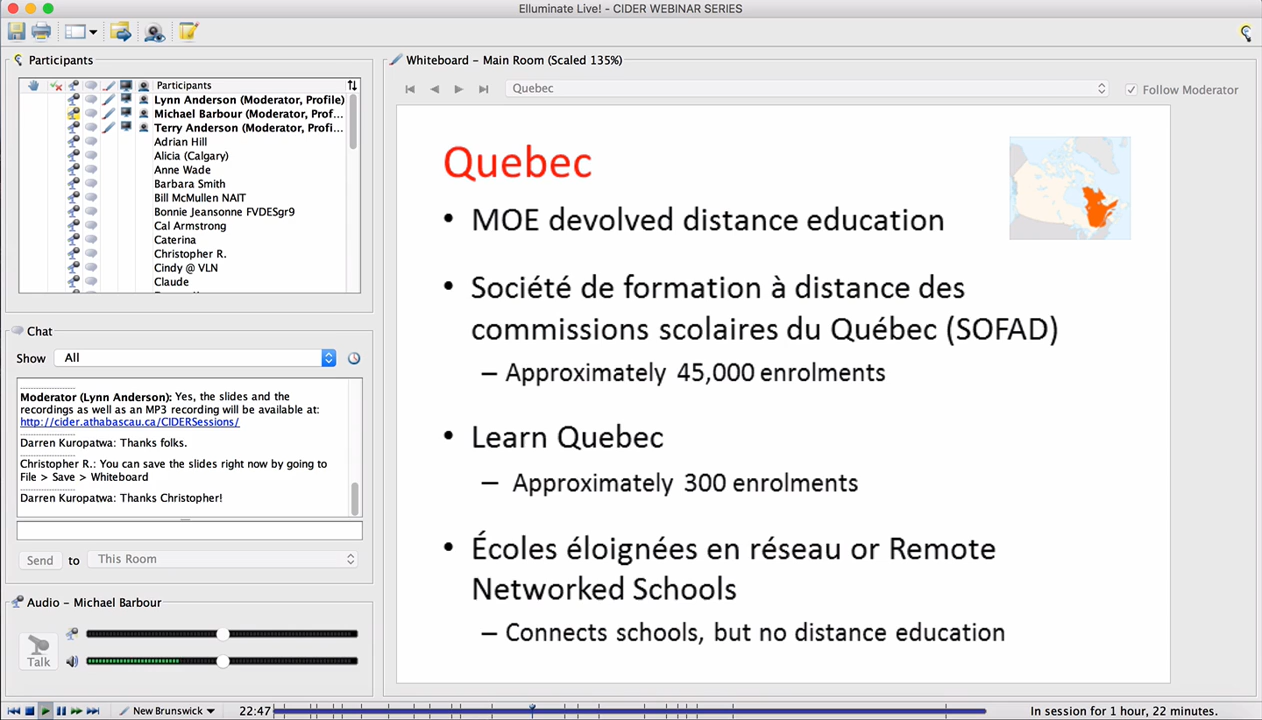 Elluminate Live! - CIDER WEBINAR SERIES
Participants
Participants
Lynn Anderson (Moderator, Profile)
Michael Barbour (Moderator, Prof...
Terry Anderson (Moderator, Profi...
Adrian Hill
Alicia (Calgary)
Anne Wade
Barbara Smith
Bill McMullen NAIT
Bonnie Jeansonne FVDESgr9
Cal Armstrong
Caterina
Christopher R.
Cindy @ VLN
Claude
Chat
Show All
Moderator (Lynn Anderson): Yes, the slides and the
recordings as well as an MP3 recording will be available at:
http://cider.athabascau.ca/CIDERSessions/
Darren Kuropatwa: Thanks folks.
Christopher R.: You can save the slides right now by going to
File > Save > Whiteboard
Darren Kuropatwa: Thanks Christopher!
Send to This Room
Audio - Michael Barbour
Talk
Whiteboard - Main Room (Scaled 135%)
Quebec
Follow Moderator
Quebec
• MOE devolved distance education
• Société de formation à distance des
commissions scolaires du Québec (SOFAD)
– Approximately 45,000 enrolments
• Learn Quebec
– Approximately 300 enrolments
• Écoles éloignées en réseau or Remote
Networked Schools
– Connects schools, but no distance education
New Brunswick
22:47
In session for 1 hour, 22 minutes.